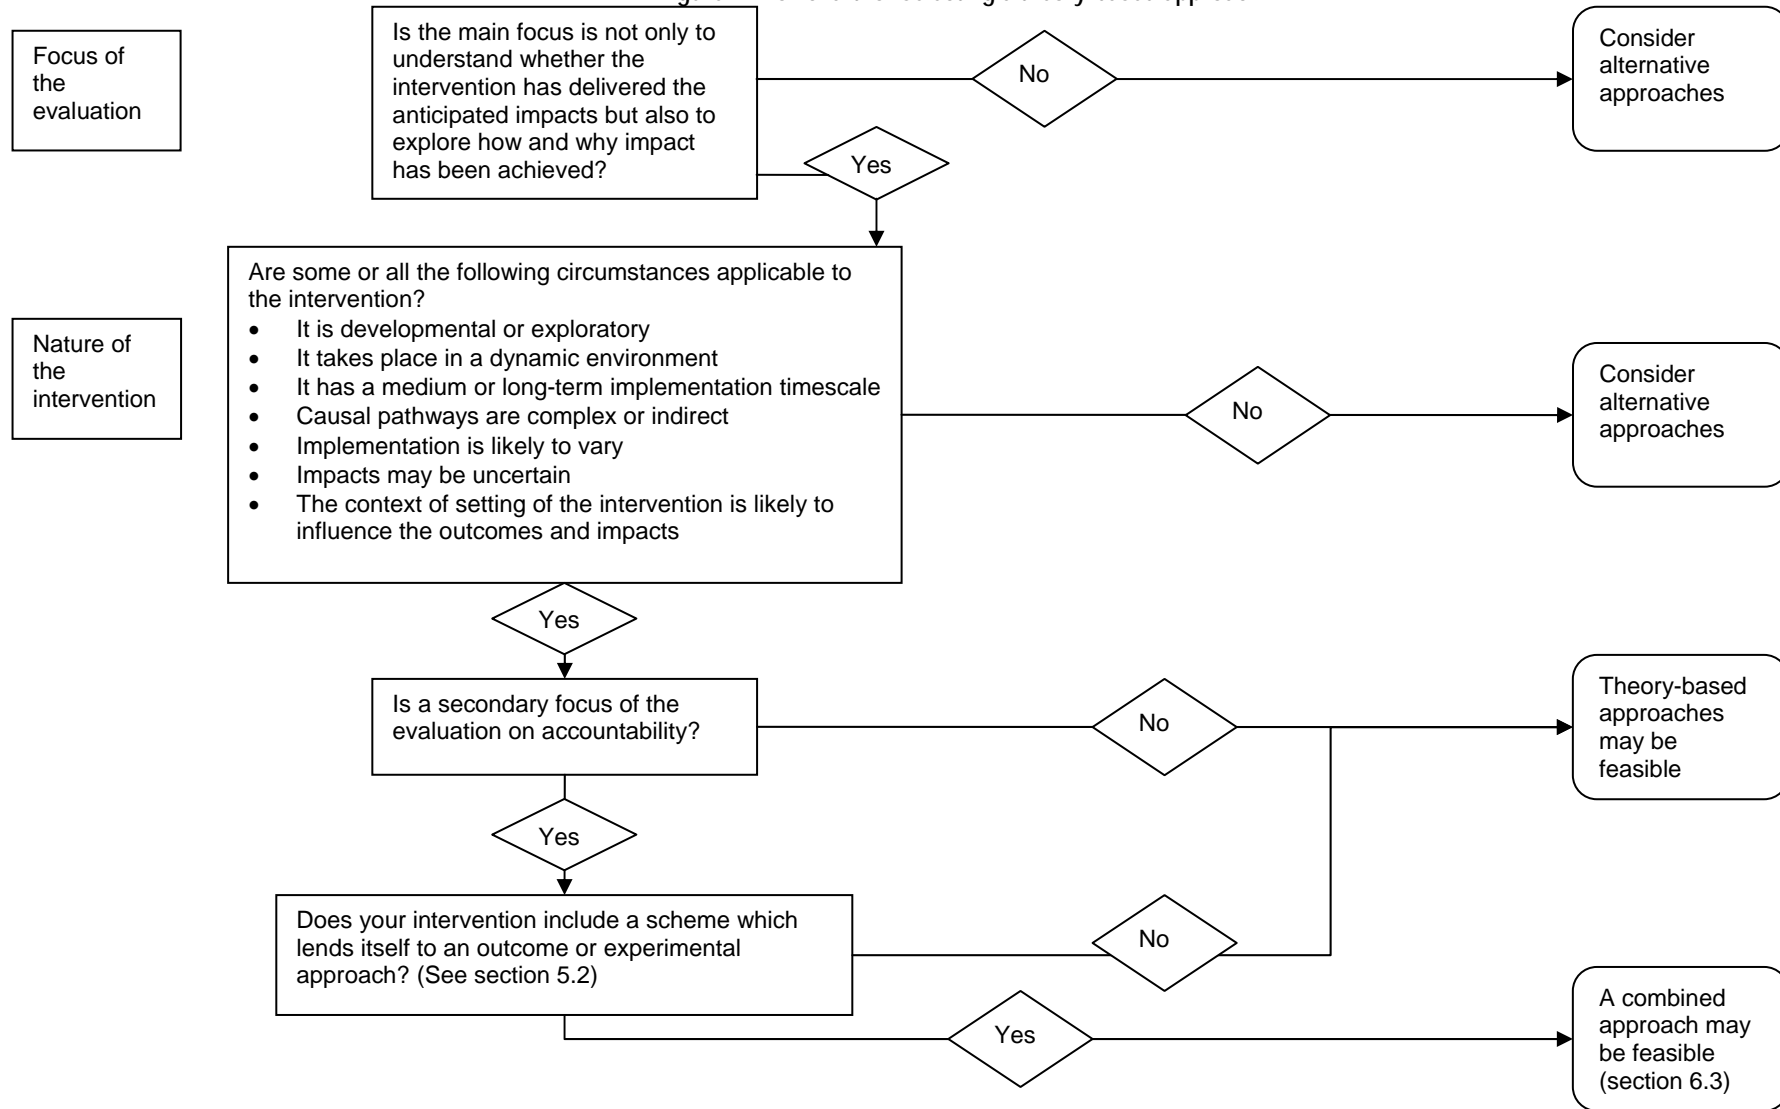 Focus of
the
evaluation
Is the main focus is not only to
understand whether the
intervention has delivered the
anticipated impacts but also to
explore how and why impact
has been achieved?
No
Consider
alternative
approaches
Yes
Nature of
the
intervention
Are some or all the following circumstances applicable to
the intervention?
• It is developmental or exploratory
• It takes place in a dynamic environment
• It has a medium or long-term implementation timescale
• Causal pathways are complex or indirect
• Implementation is likely to vary
• Impacts may be uncertain
• The context of setting of the intervention is likely to
influence the outcomes and impacts
No
Consider
alternative
approaches
Yes
Is a secondary focus of the
evaluation on accountability?
No
Theory-based
approaches
may be
feasible
Yes
Does your intervention include a scheme which
lends itself to an outcome or experimental
approach? (See section 5.2)
No
Yes
A combined
approach may
be feasible
(section 6.3)